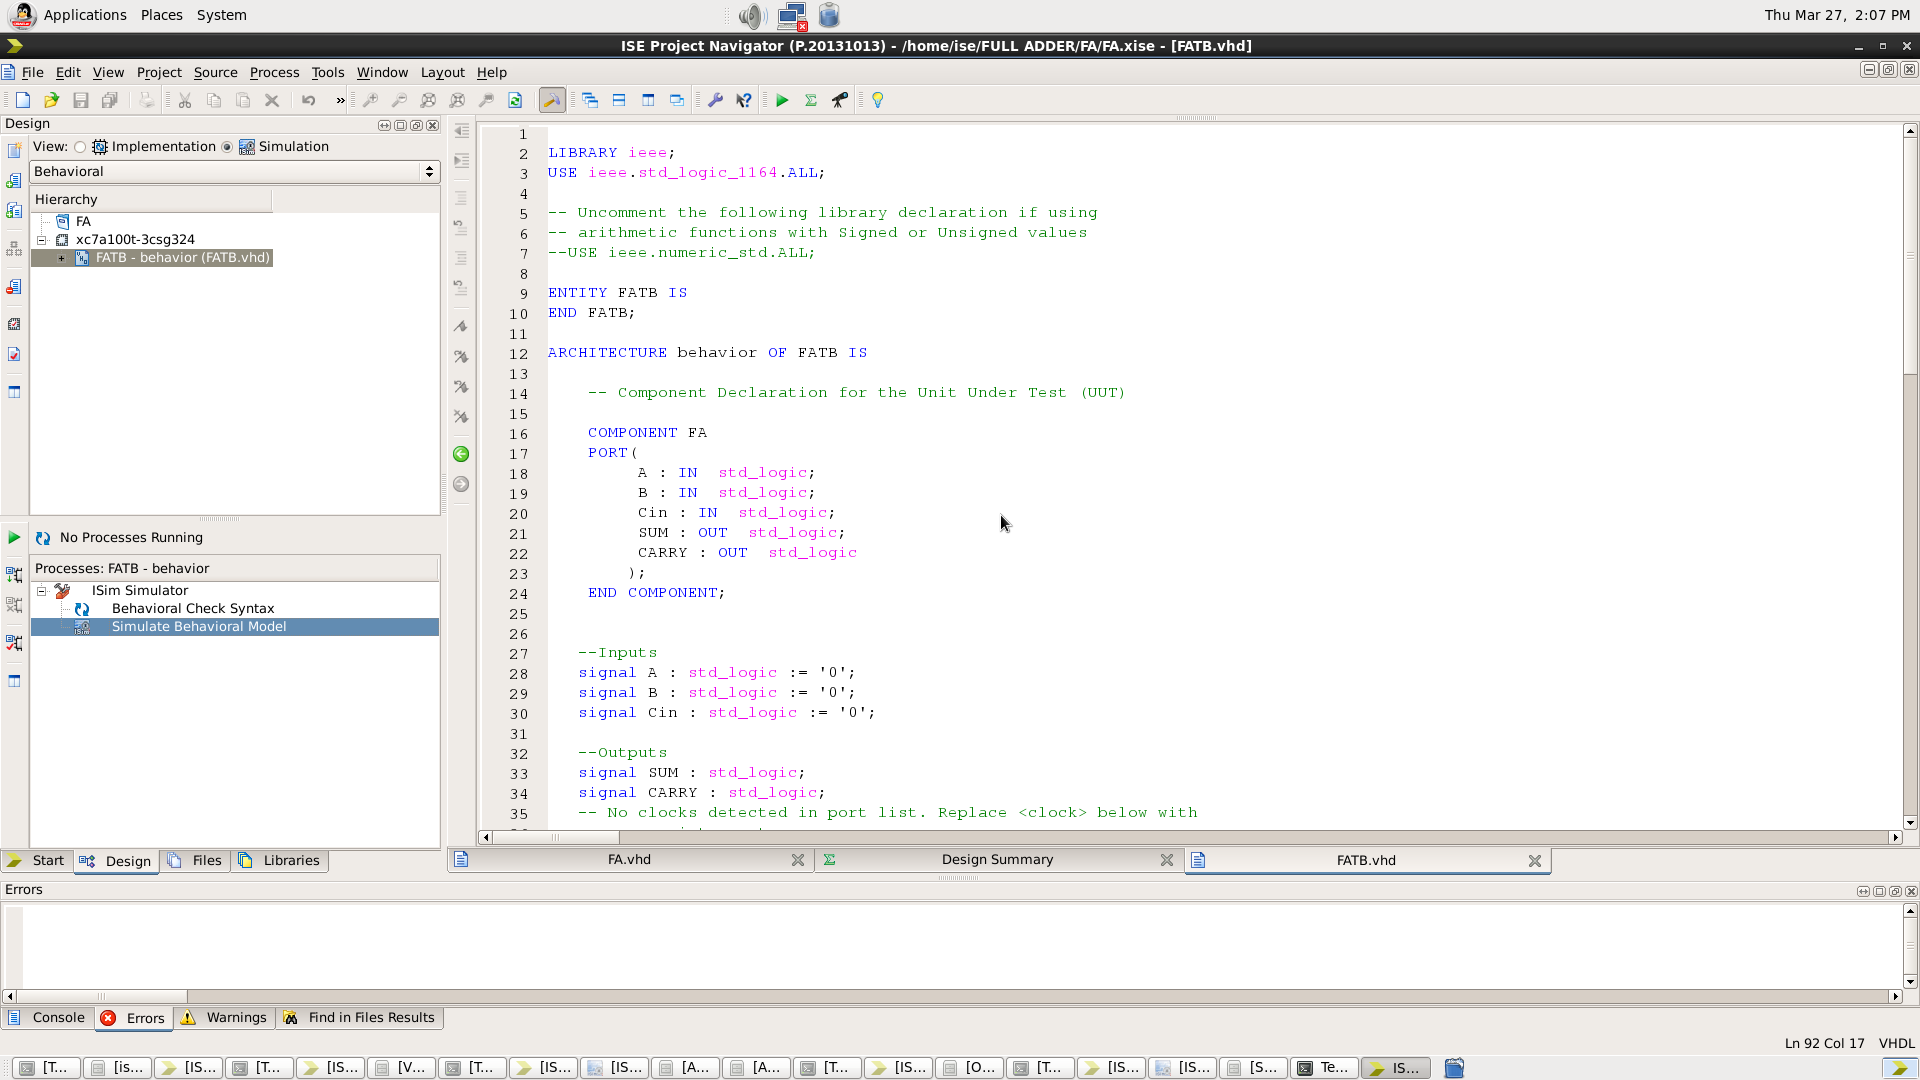 Applications Places System
Thu Mar 27, 2:07 PM
ISE Project Navigator (P.20131013) - /home/ise/FULL ADDER/FA/FA.xise - [FATB.vhd]
File Edit View Project Source Process Tools Window Layout Help
Design
View: Implementation Simulation
Behavioral
Hierarchy
FA
xc7a100t-3csg324
FATB - behavior (FATB.vhd)
No Processes Running
Processes: FATB - behavior
ISim Simulator
Behavioral Check Syntax
Simulate Behavioral Model
Start Design Files Libraries
1
2 LIBRARY ieee;
3 USE ieee.std_logic_1164.ALL;
4
5 -- Uncomment the following library declaration if using
6 -- arithmetic functions with Signed or Unsigned values
7 --USE ieee.numeric_std.ALL;
8
9 ENTITY FATB IS
10 END FATB;
11
12 ARCHITECTURE behavior OF FATB IS
13
14 -- Component Declaration for the Unit Under Test (UUT)
15
16 COMPONENT FA
17 PORT(
18 A : IN std_logic;
19 B : IN std_logic;
20 Cin : IN std_logic;
21 SUM : OUT std_logic;
22 CARRY : OUT std_logic
23 );
24 END COMPONENT;
25
26
27 --Inputs
28 signal A : std_logic := '0';
29 signal B : std_logic := '0';
30 signal Cin : std_logic := '0';
31
32 --Outputs
33 signal SUM : std_logic;
34 signal CARRY : std_logic;
35 -- No clocks detected in port list. Replace <clock> below with
FA.vhd Design Summary FATB.vhd
Errors
Console Errors Warnings Find in Files Results
Ln 92 Col 17 VHDL
[T... [is... [IS... [T... [IS... [V... [T... [IS... [IS... [A... [A... [T... [IS... [O... [T... [IS... [IS... [S... Te... IS...